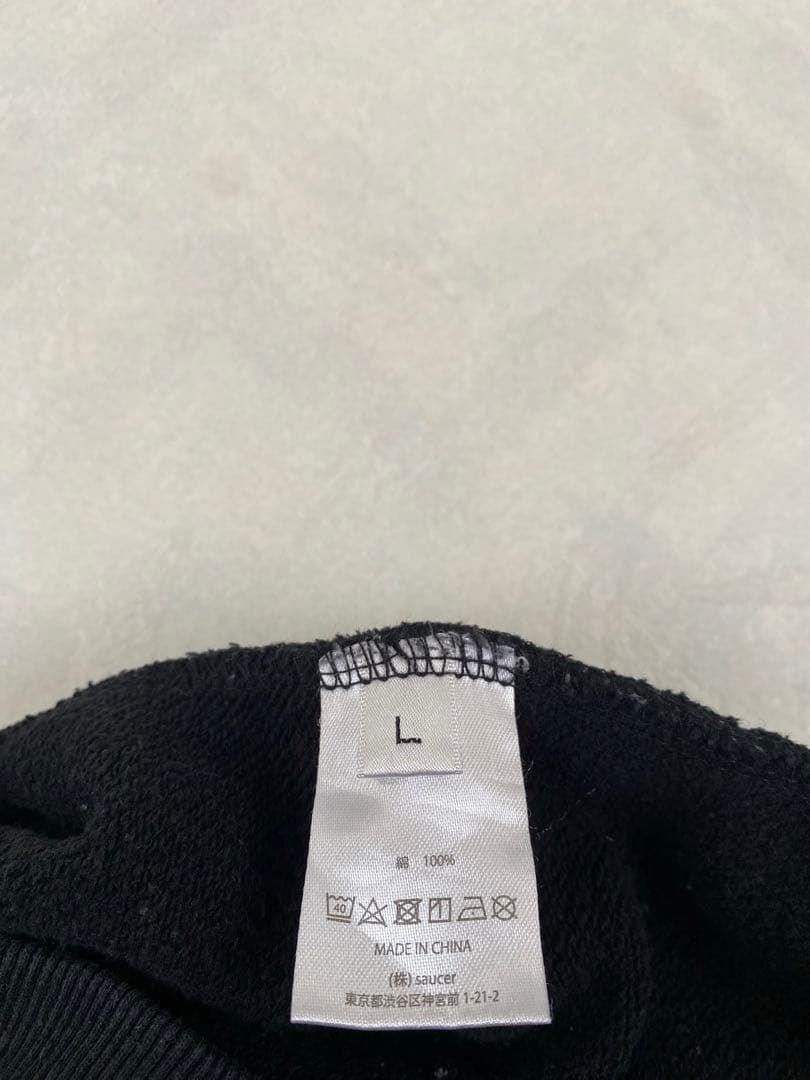 L
綿 100%
40
MADE IN CHINA
(株) saucer
東京都渋谷区神宮前 1-21-2